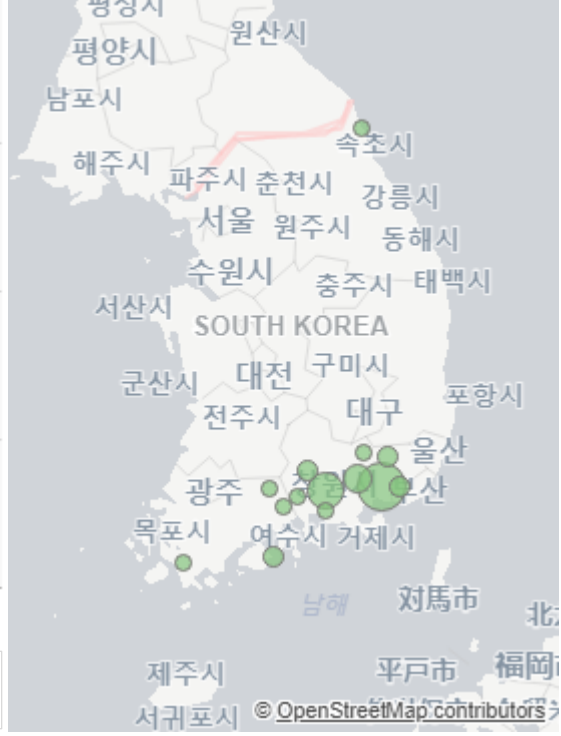 평성시
원산시
평양시
남포시
속초시
해주시
파주시 춘천시
강릉시
서울 원주시
동해시
수원시
충주시 태백시
서산시
SOUTH KOREA
구미시
대전
군산시
포항시
전주시 대구
울산
광주
목포시
여수시 거제시
남해
対馬市
제주시 平戸市 福岡
서귀포시
© OpenStreetMap contributors